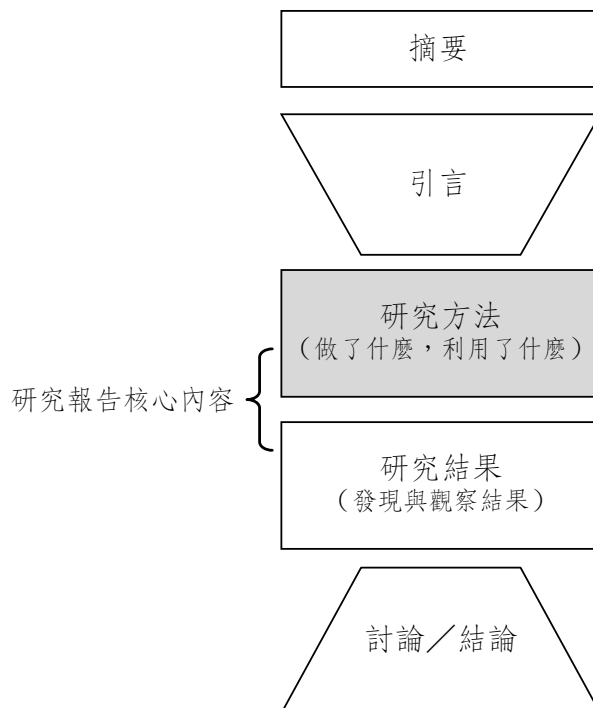 摘要
引言
研究方法
（做了什麼，利用了什麼）
研究報告核心內容
研究結果
（發現與觀察結果）
討論／結論